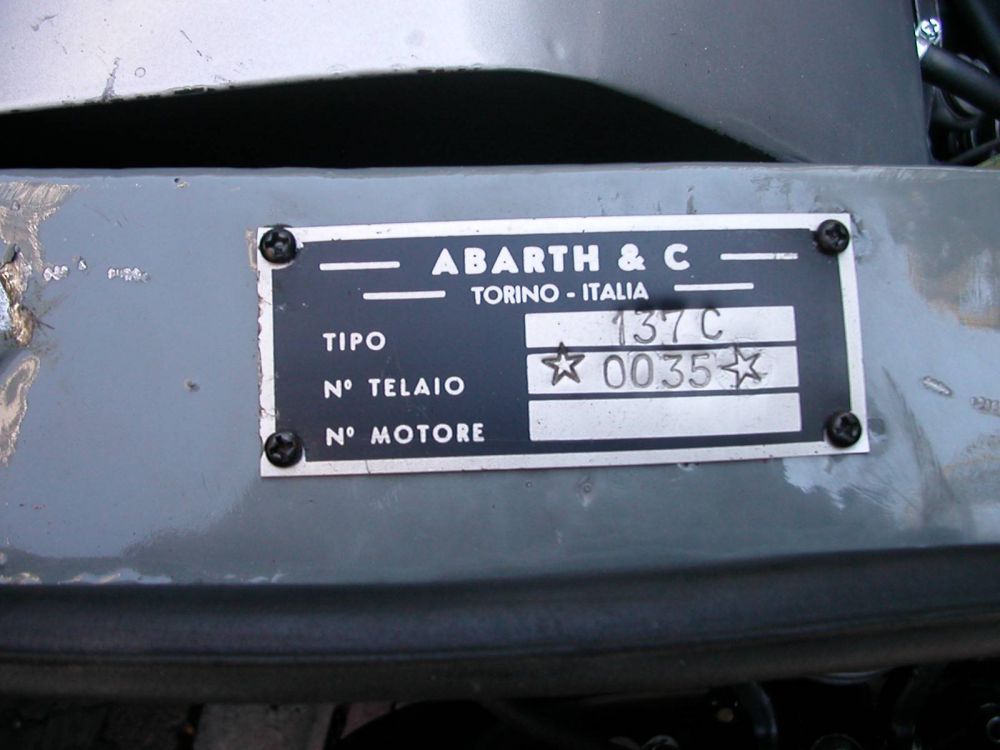 ABARTH & C
TORINO - ITALIA
TIPO 137 C
Nº TELAIO ☆ 0035 ☆
Nº MOTORE